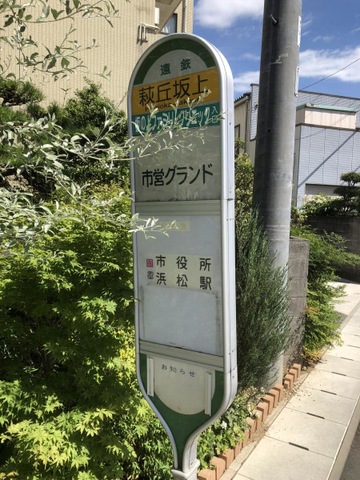 遠鉄
萩丘坂上
市営グランド
市役所
浜松駅
お知らせ